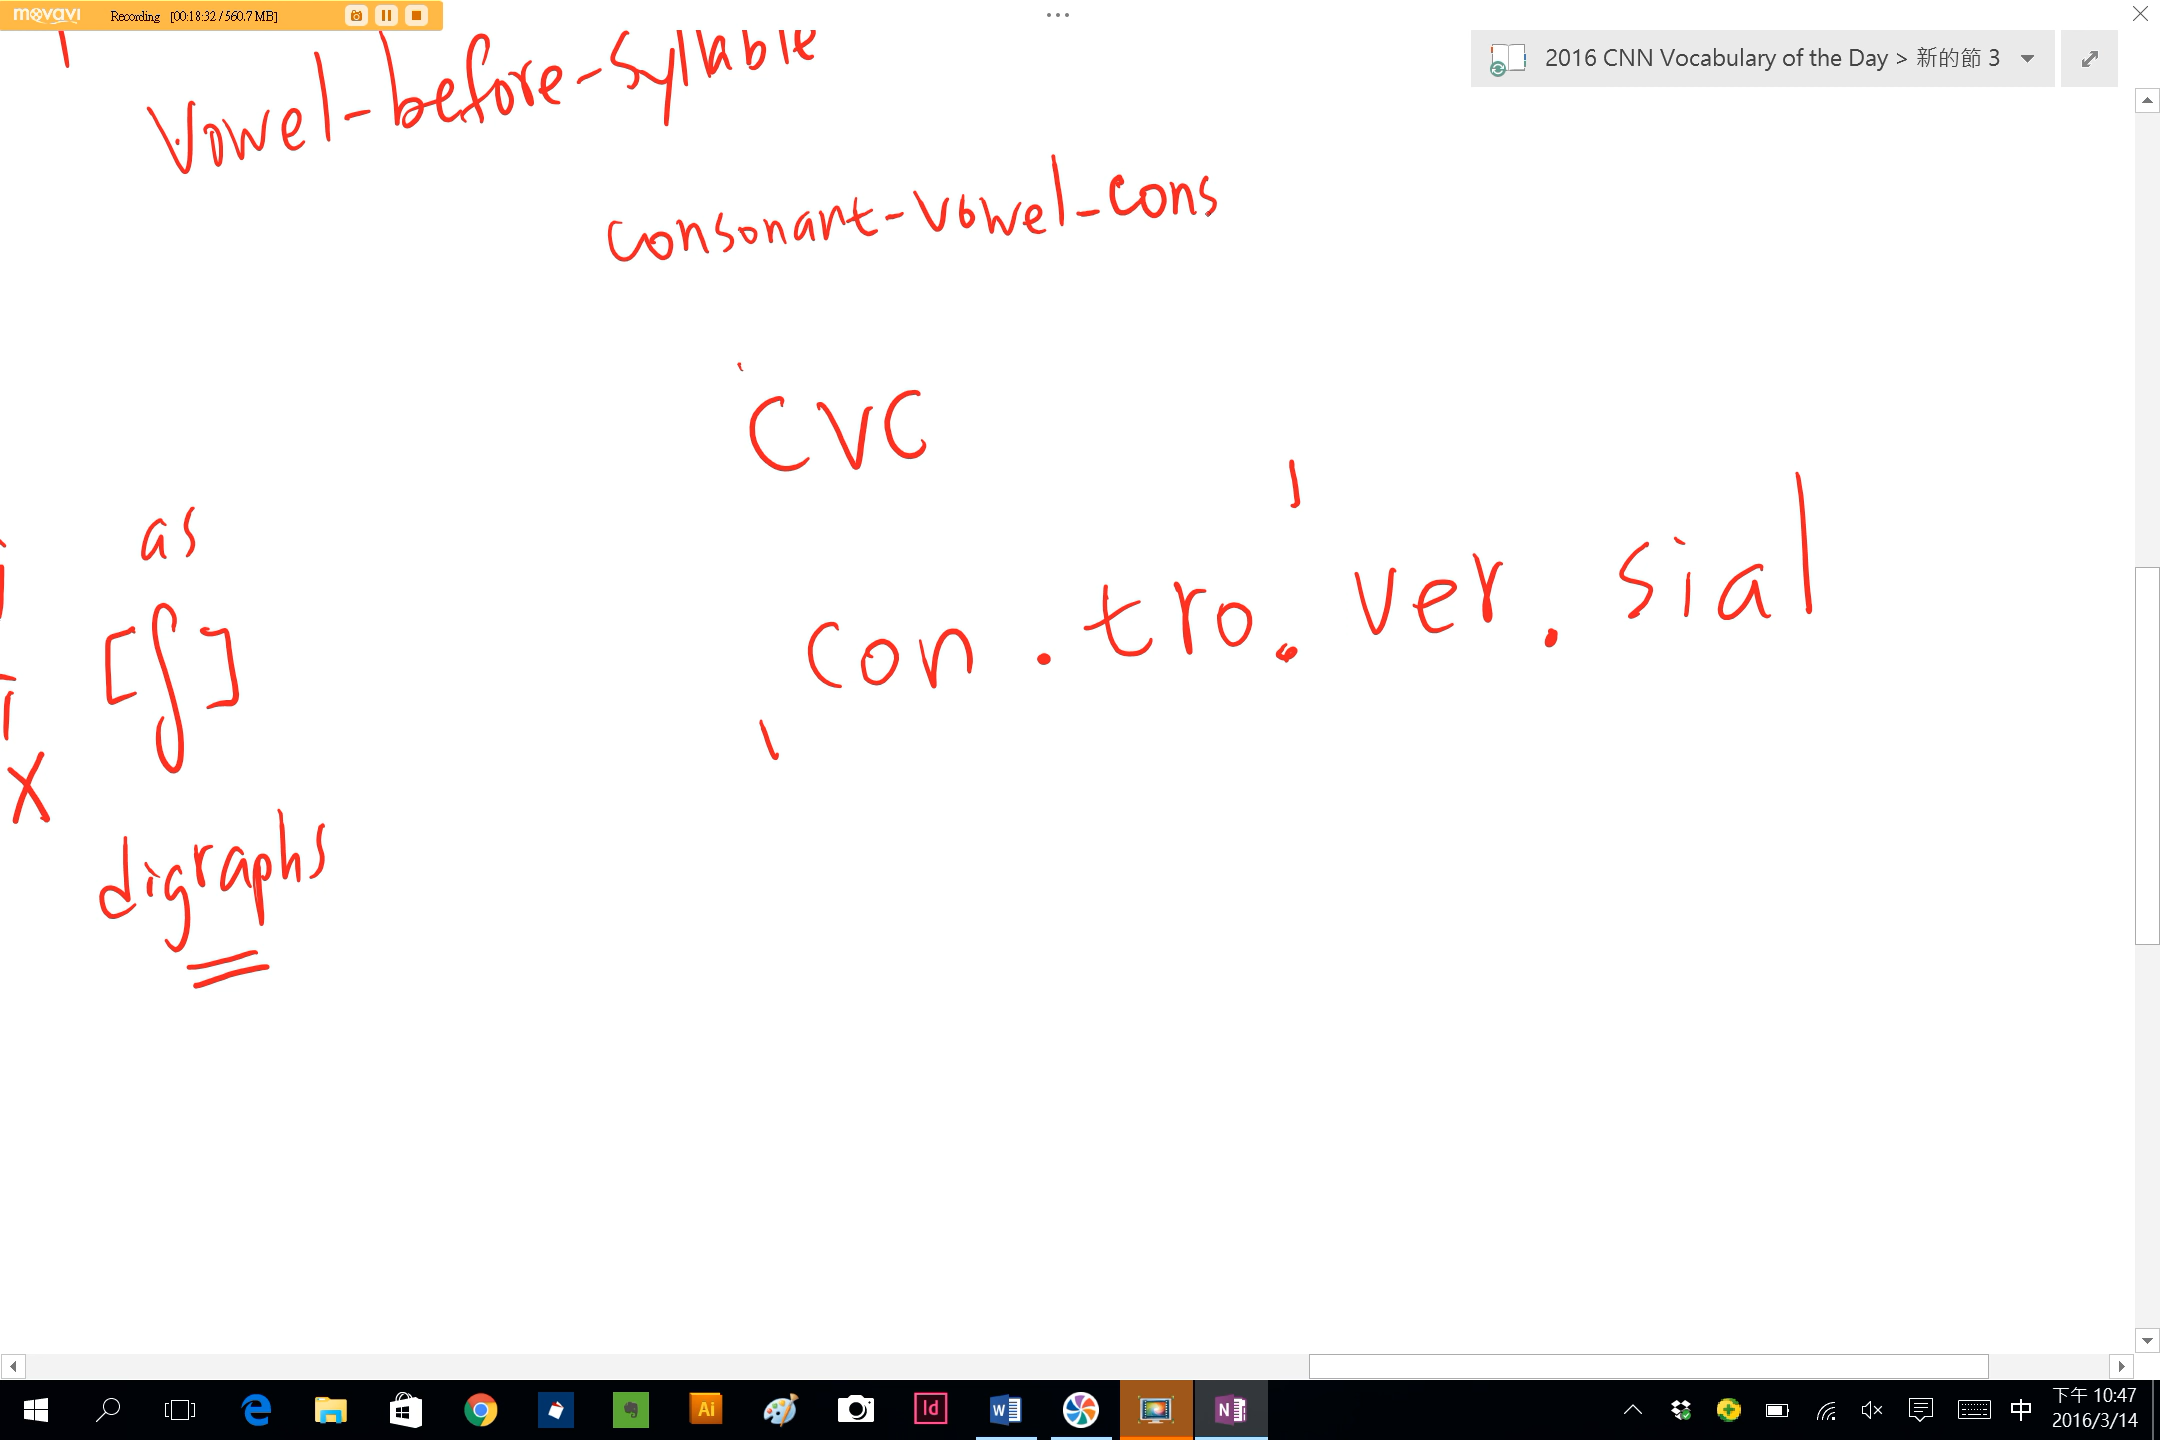 movavi Recording [00:18:32 / 560.7 MB]
2016 CNN Vocabulary of the Day > 新的節 3
Vowel-before-syllable
Consonant-vowel-cons
CVC
as
[ʃ]
con . tro . ver . sial
X
digraphs
Ai
Id
W
N
中
下午 10:47
2016/3/14